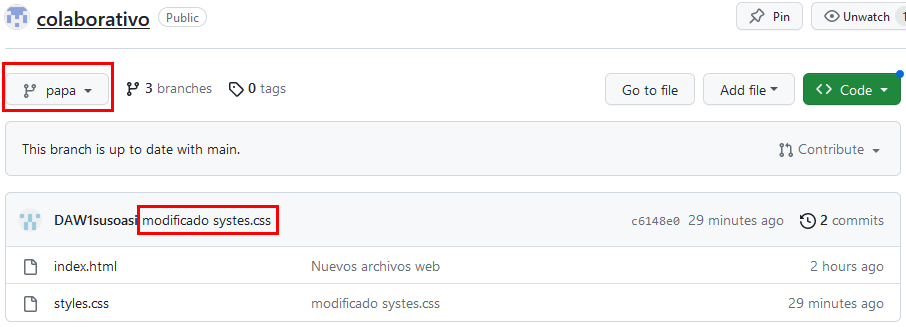 colaborativo Public Pin Unwatch 1
papa 3 branches 0 tags Go to file Add file Code
This branch is up to date with main. Contribute
DAW1susoasi modificado systes.css c6148e0 29 minutes ago 2 commits
index.html Nuevos archivos web 2 hours ago
styles.css modificado systes.css 29 minutes ago